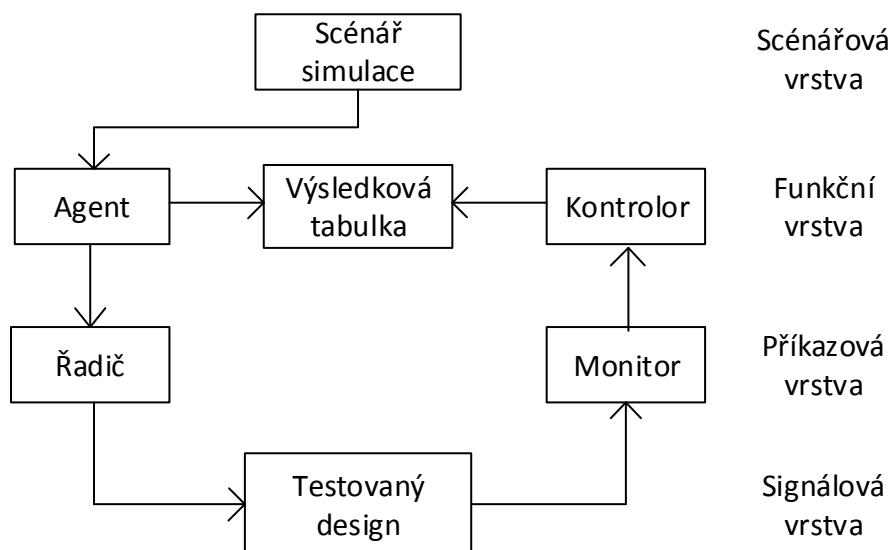 Scénář
simulace
Scénářová
vrstva
Agent
Výsledková
tabulka
Kontrolor
Funkční
vrstva
Řadič
Monitor
Příkazová
vrstva
Testovaný
design
Signálová
vrstva